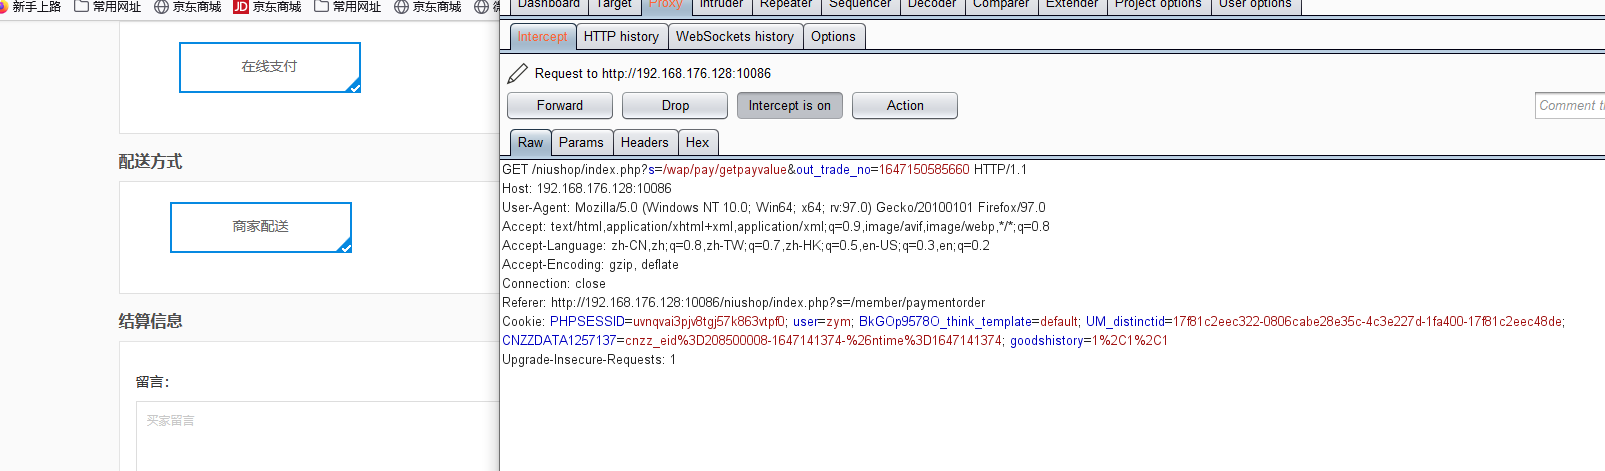 新手上路 常用网址 京东商城 JD 京东商城 常用网址 京东商城
在线支付
配送方式
商家配送
结算信息
留言：
买家留言
Dashboard Target Proxy Intruder Repeater Sequencer Decoder Comparer Extender Project options User options
Intercept HTTP history WebSockets history Options
Request to http://192.168.176.128:10086
Forward Drop Intercept is on Action Comment
Raw Params Headers Hex
GET /niushop/index.php?s=/wap/pay/getpayvalue&out_trade_no=1647150585660 HTTP/1.1
Host: 192.168.176.128:10086
User-Agent: Mozilla/5.0 (Windows NT 10.0; Win64; x64; rv:97.0) Gecko/20100101 Firefox/97.0
Accept: text/html,application/xhtml+xml,application/xml;q=0.9,image/avif,image/webp,*/*;q=0.8
Accept-Language: zh-CN,zh;q=0.8,zh-TW;q=0.7,zh-HK;q=0.5,en-US;q=0.3,en;q=0.2
Accept-Encoding: gzip, deflate
Connection: close
Referer: http://192.168.176.128:10086/niushop/index.php?s=/member/paymentorder
Cookie: PHPSESSID=uvnqvai3pjv8tgj57k863vtpf0; user=zym; BkGOp9578O_think_template=default; UM_distinctid=17f81c2eec322-0806cabe28e35c-4c3e227d-1fa400-17f81c2eec48de;
CNZZDATA1257137=cnzz_eid%3D208500008-1647141374-%26ntime%3D1647141374; goodshistory=1%2C1%2C1
Upgrade-Insecure-Requests: 1